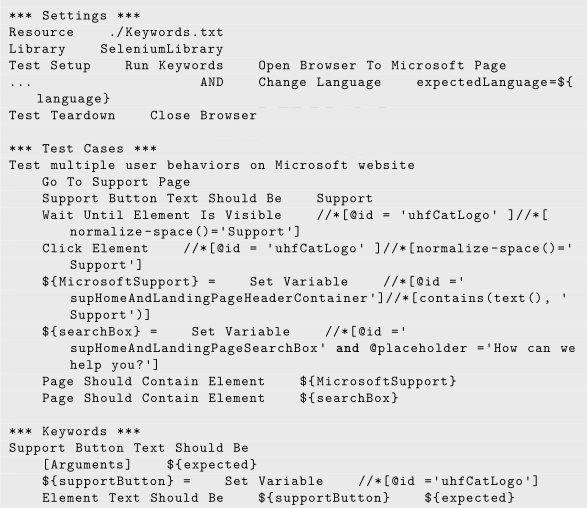 *** Settings ***
Resource    ./Keywords.txt
Library    SeleniumLibrary
Test Setup    Run Keywords    Open Browser To Microsoft Page
...                    AND    Change Language    expectedLanguage=${
language}
Test Teardown    Close Browser

*** Test Cases ***
Test multiple user behaviors on Microsoft website
    Go To Support Page
    Support Button Text Should Be    Support
    Wait Until Element Is Visible    //*[@id = 'uhfCatLogo' ]//*[
        normalize-space()='Support']
    Click Element    //*[@id = 'uhfCatLogo' ]//*[normalize-space()='
        Support']
    ${MicrosoftSupport} =    Set Variable    //*[@id ='
        supHomeAndLandingPageHeaderContainer']//*[contains(text(), '
        Support')]
    ${searchBox} =    Set Variable    //*[@id ='
        supHomeAndLandingPageSearchBox' and @placeholder ='How can we
        help you?']
    Page Should Contain Element    ${MicrosoftSupport}
    Page Should Contain Element    ${searchBox}

*** Keywords ***
Support Button Text Should Be
    [Arguments]    ${expected}
    ${supportButton} =    Set Variable    //*[@id ='uhfCatLogo']
    Element Text Should Be    ${supportButton}    ${expected}